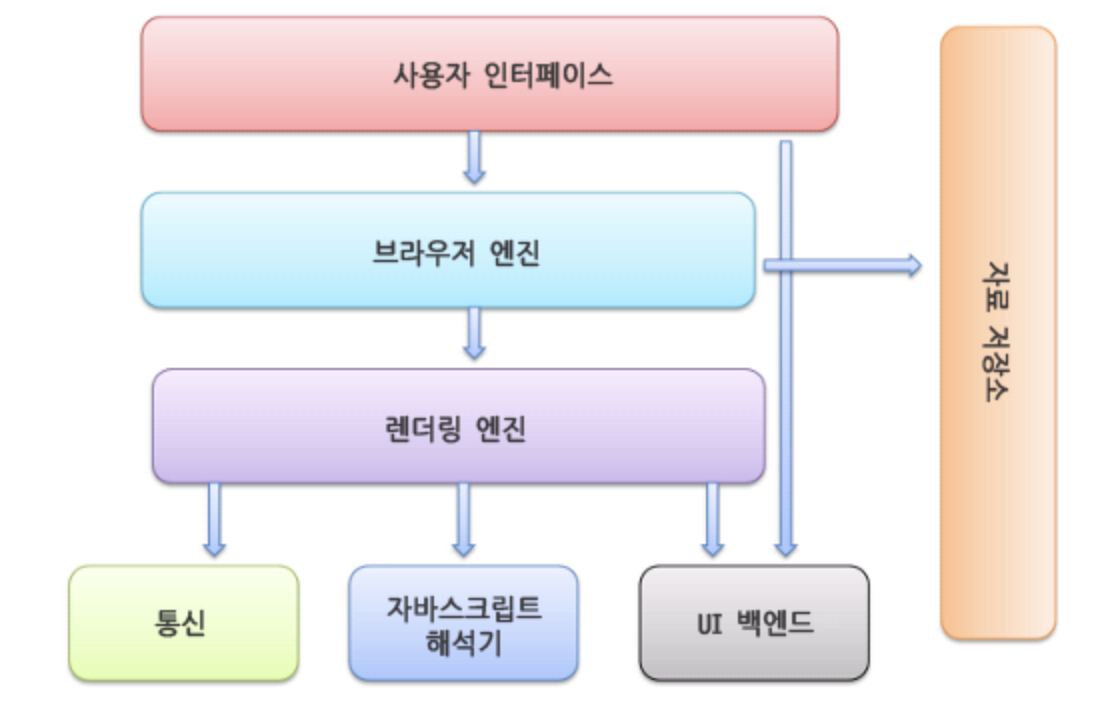 사용자 인터페이스
브라우저 엔진
렌더링 엔진
통신
자바스크립트
해석기
UI 백엔드
자료 저장소